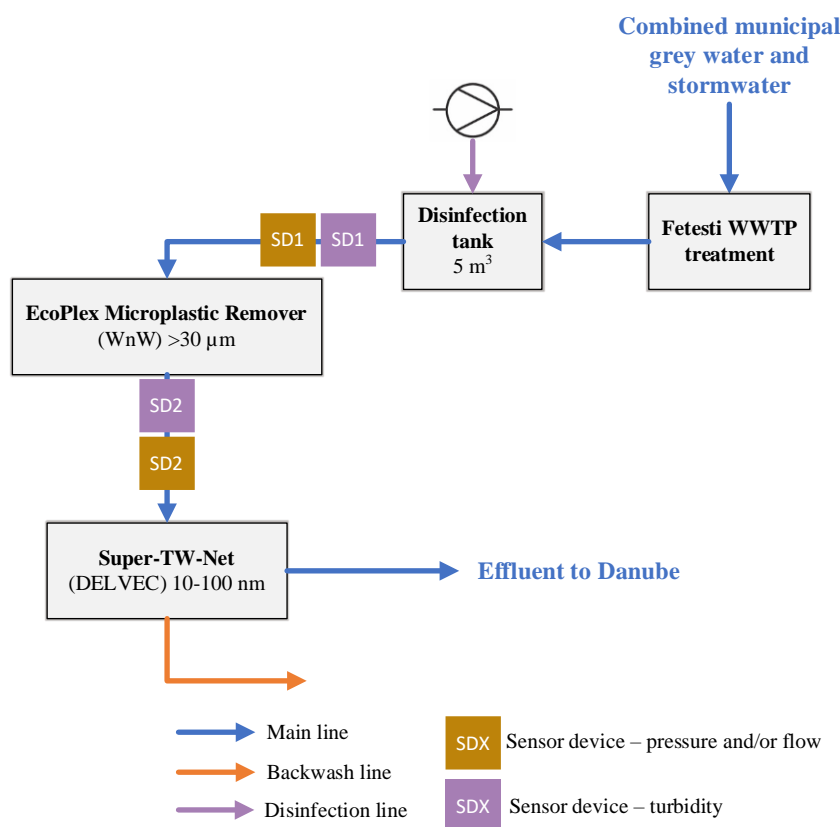 Combined municipal
grey water and
stormwater
Disinfection
tank
5 m³
Fetesti WWTP
treatment
SD1
SD1
EcoPlex Microplastic Remover
(WnW) >30 µm
SD2
SD2
Super-TW-Net
(DELVEC) 10-100 nm
Effluent to Danube
Main line
Backwash line
Disinfection line
SDX
Sensor device – pressure and/or flow
SDX
Sensor device – turbidity